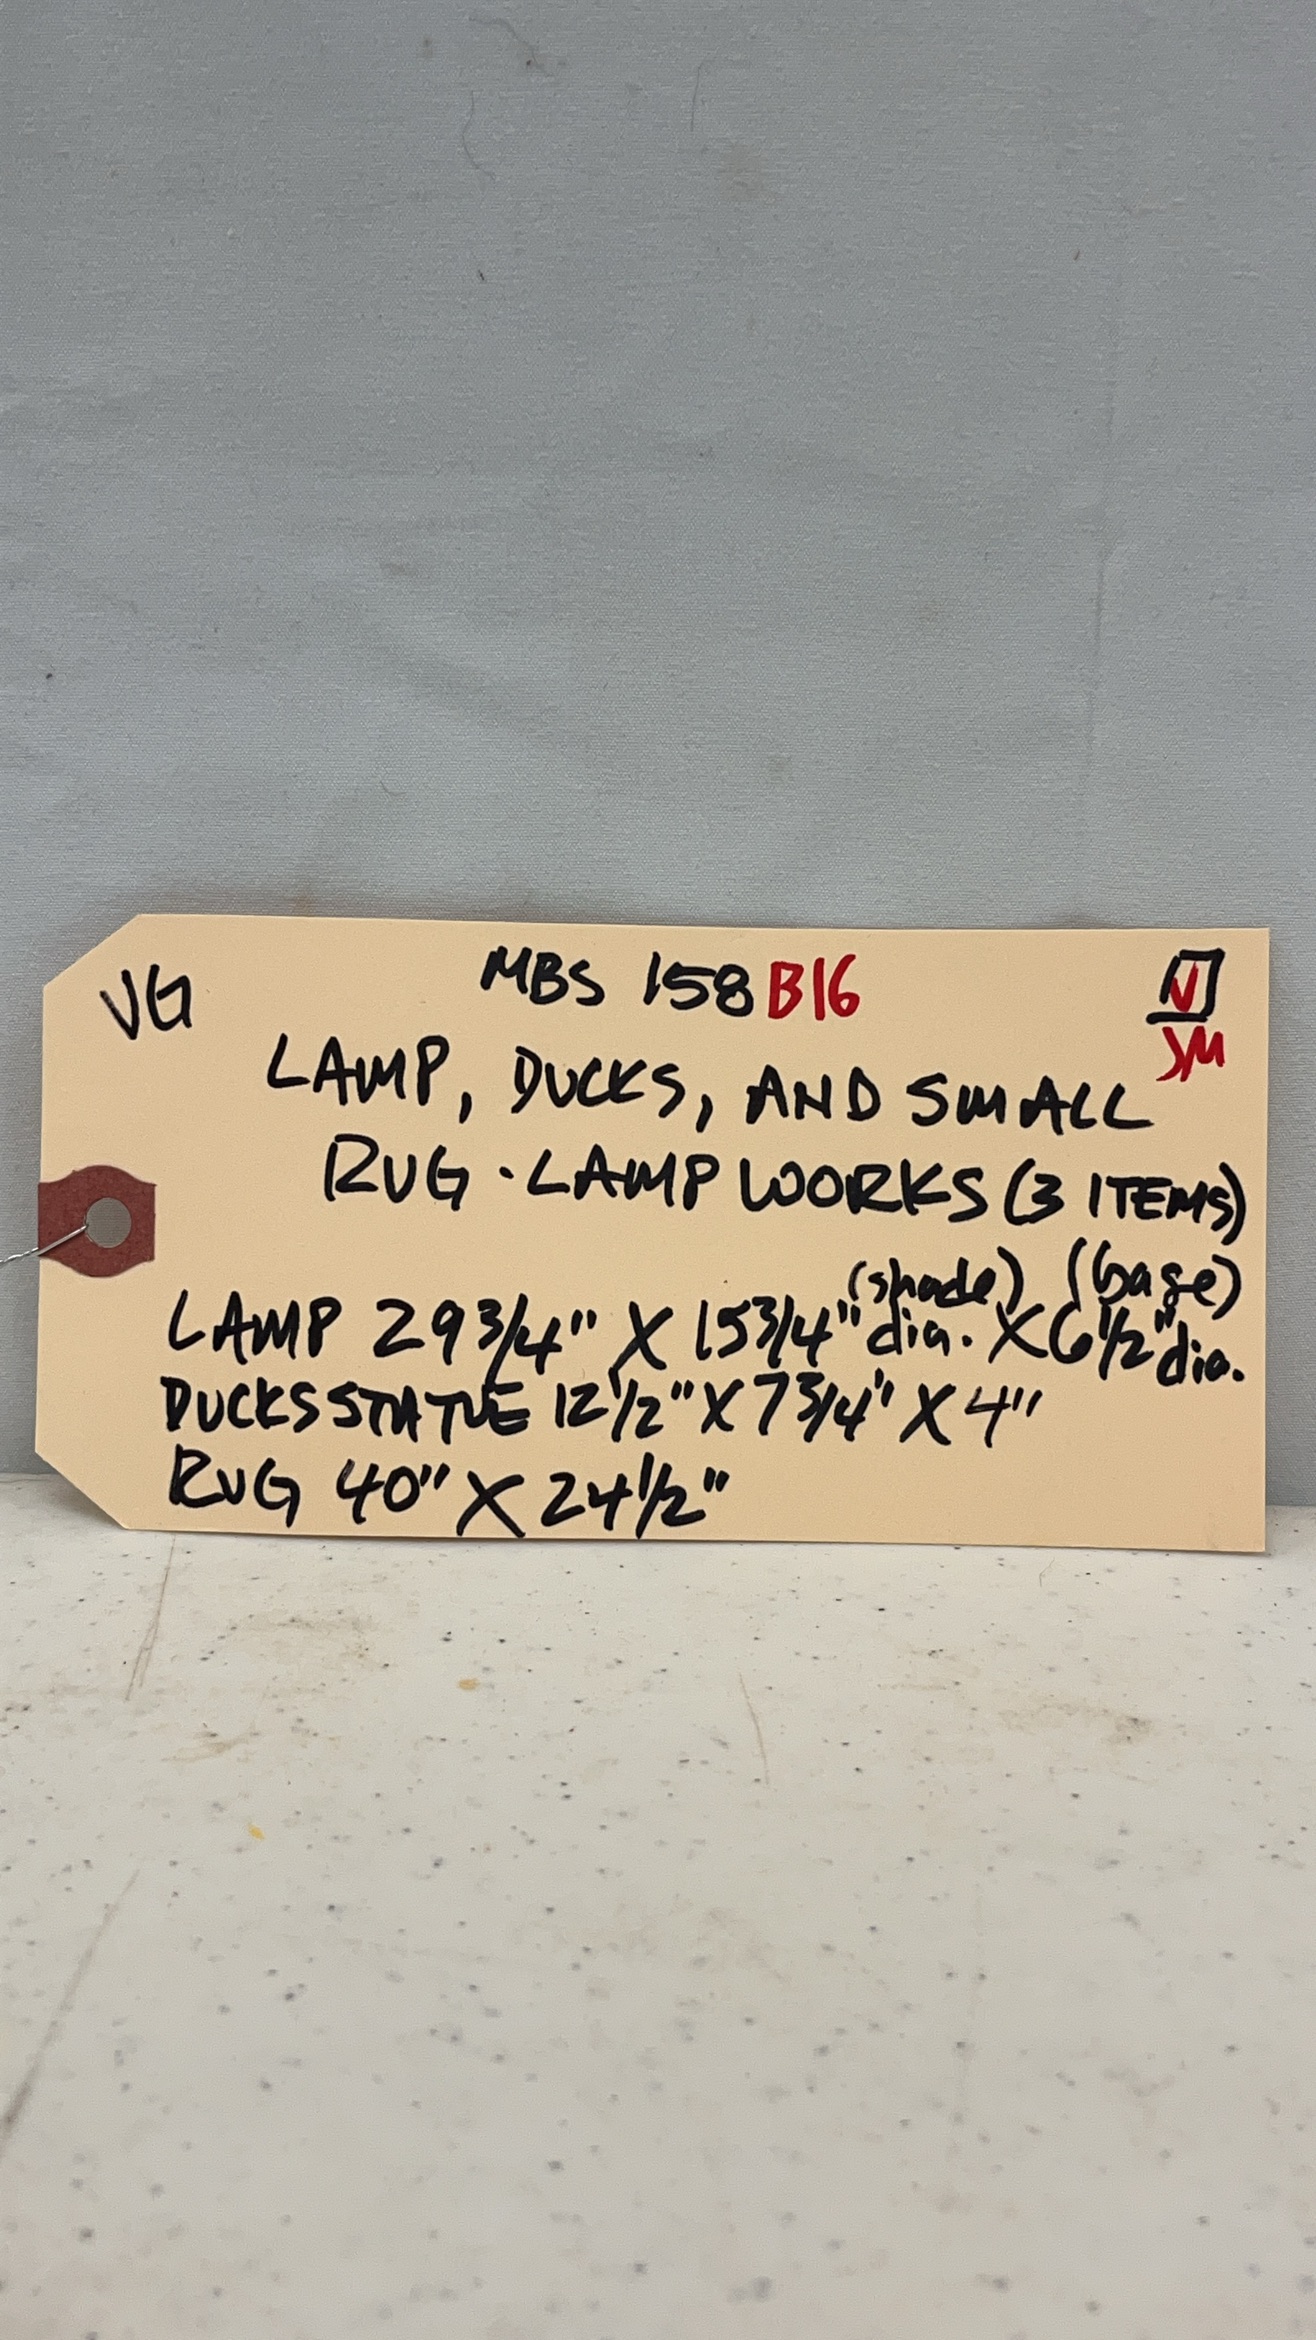 VG MBS 158 B16
JM
LAMP, DUCKS, AND SMALL
RUG · LAMP WORKS (3 ITEMS)
(shade) (base)
LAMP 29 3/4" X 15 3/4" dia. X 6 1/2" dia.
DUCKS STATUE 12 1/2" X 7 3/4" X 4"
RUG 40" X 24 1/2"